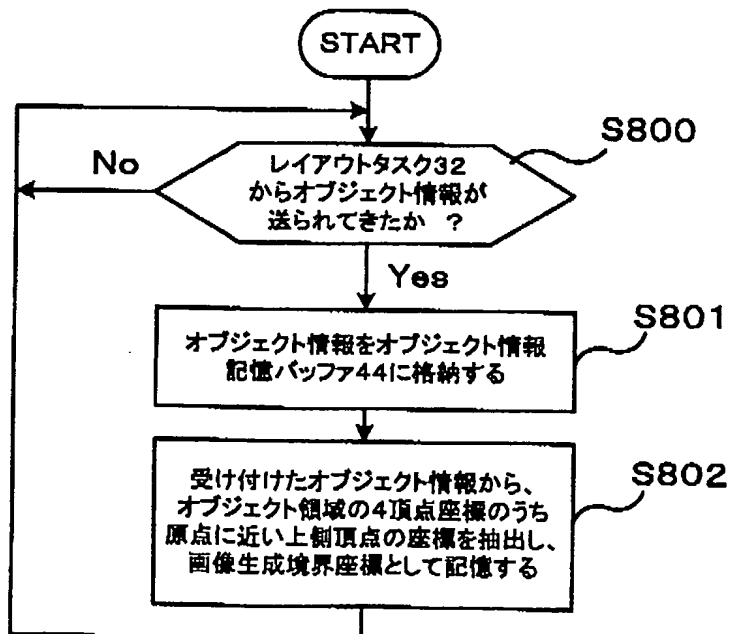 START
S800
No
レイアウトタスク32
からオブジェクト情報が
送られてきたか ?
Yes
S801
オブジェクト情報をオブジェクト情報
記憶バッファ44に格納する
S802
受け付けたオブジェクト情報から、
オブジェクト領域の4頂点座標のうち
原点に近い上側頂点の座標を抽出し、
画像生成境界座標として記憶する